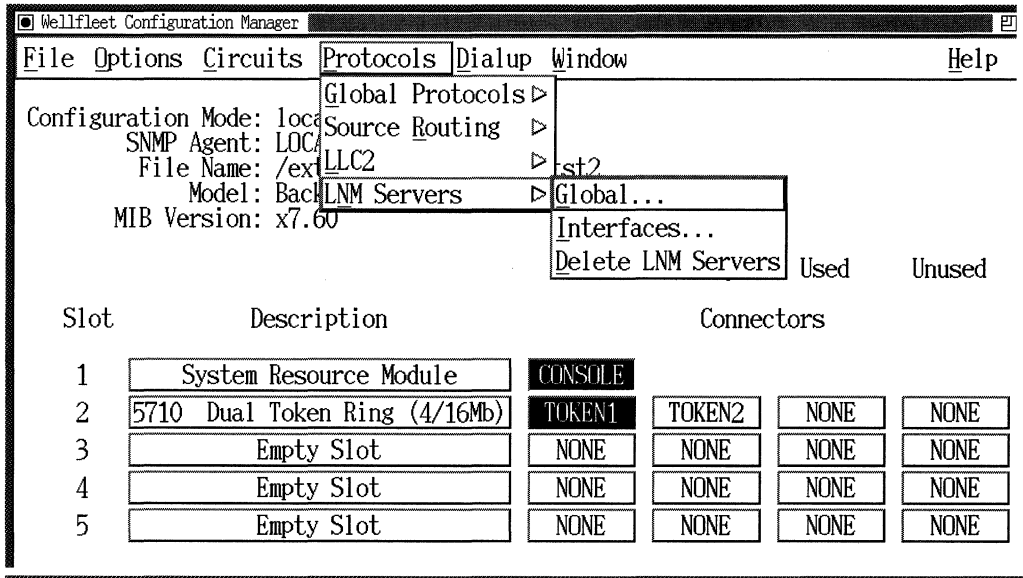 Wellfleet Configuration Manager
File Options Circuits Protocols Dialup Window Help
Global Protocols
Source Routing
LLC2
LNM Servers
Global...
Interfaces...
Delete LNM Servers
Configuration Mode: loca
SNMP Agent: LOCA
File Name: /ext tst2
Model: Back
MIB Version: x7.60
Used Unused
Slot Description Connectors
1 System Resource Module CONSOLE
2 5710 Dual Token Ring (4/16Mb) TOKEN1 TOKEN2 NONE NONE
3 Empty Slot NONE NONE NONE NONE
4 Empty Slot NONE NONE NONE NONE
5 Empty Slot NONE NONE NONE NONE